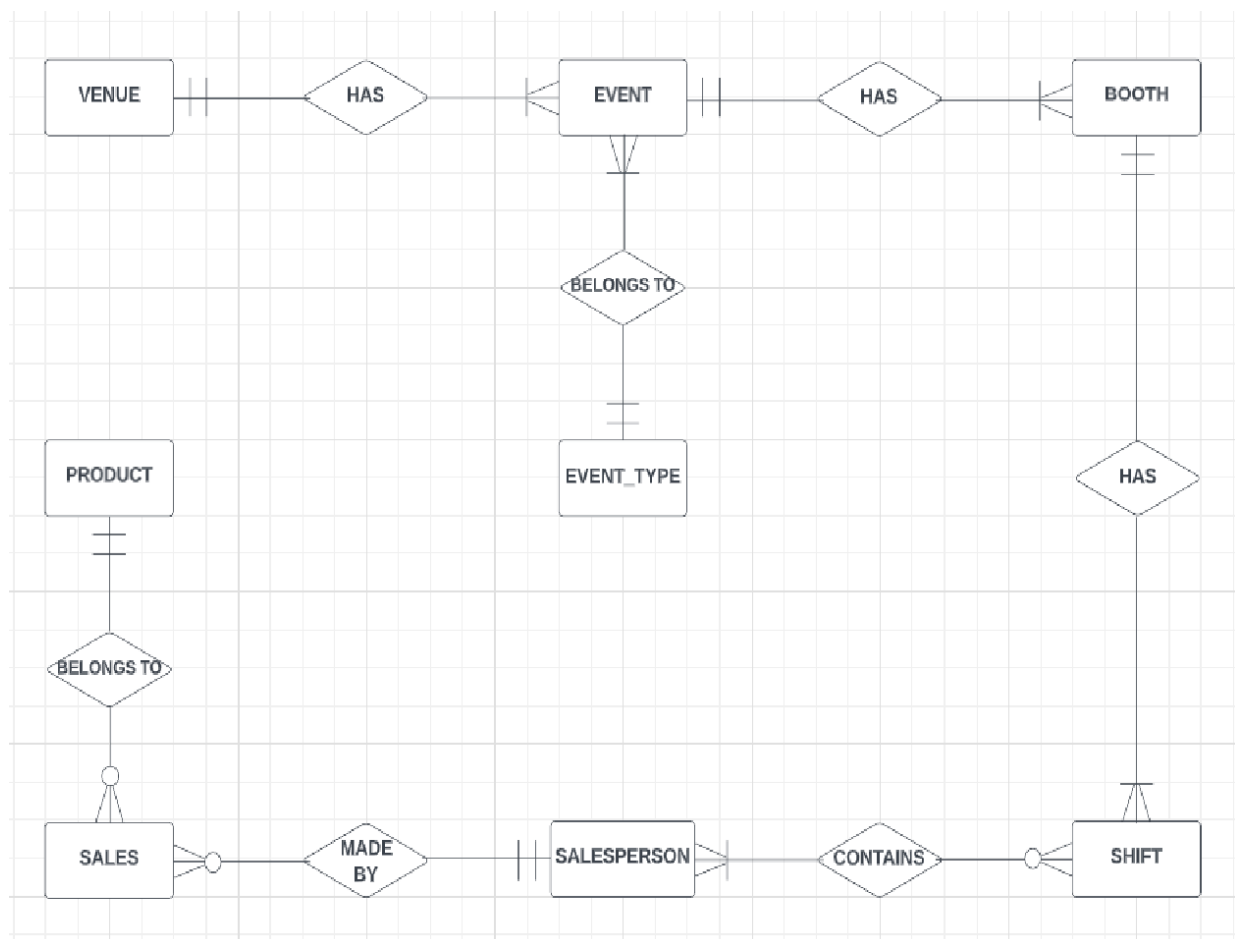 VENUE
HAS
EVENT
HAS
BOOTH
BELONGS TO
PRODUCT
EVENT_TYPE
HAS
BELONGS TO
SALES
MADE
BY
SALESPERSON
CONTAINS
SHIFT